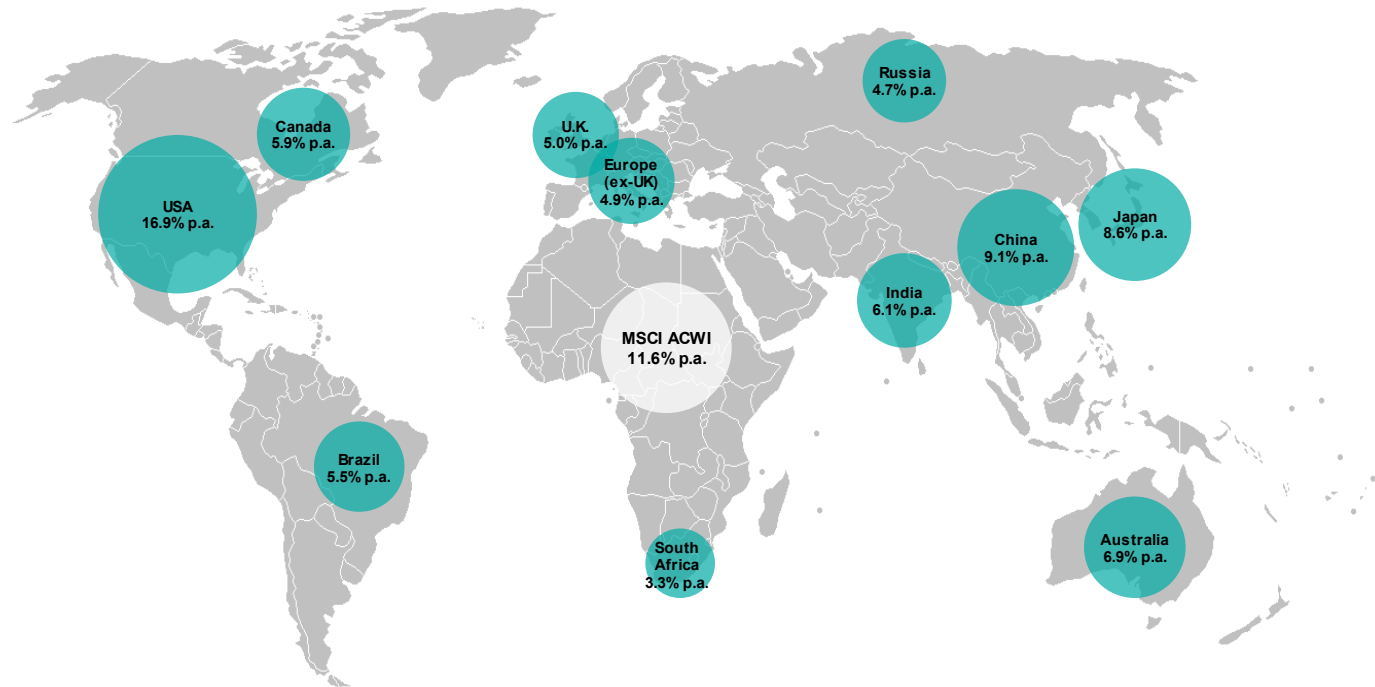 Russia
4.7% p.a.
Canada
5.9% p.a.
U.K.
5.0% p.a.
Europe
(ex-UK)
4.9% p.a.
USA
16.9% p.a.
Japan
8.6% p.a.
China
9.1% p.a.
India
6.1% p.a.
MSCI ACWI
11.6% p.a.
Brazil
5.5% p.a.
South
Africa
3.3% p.a.
Australia
6.9% p.a.